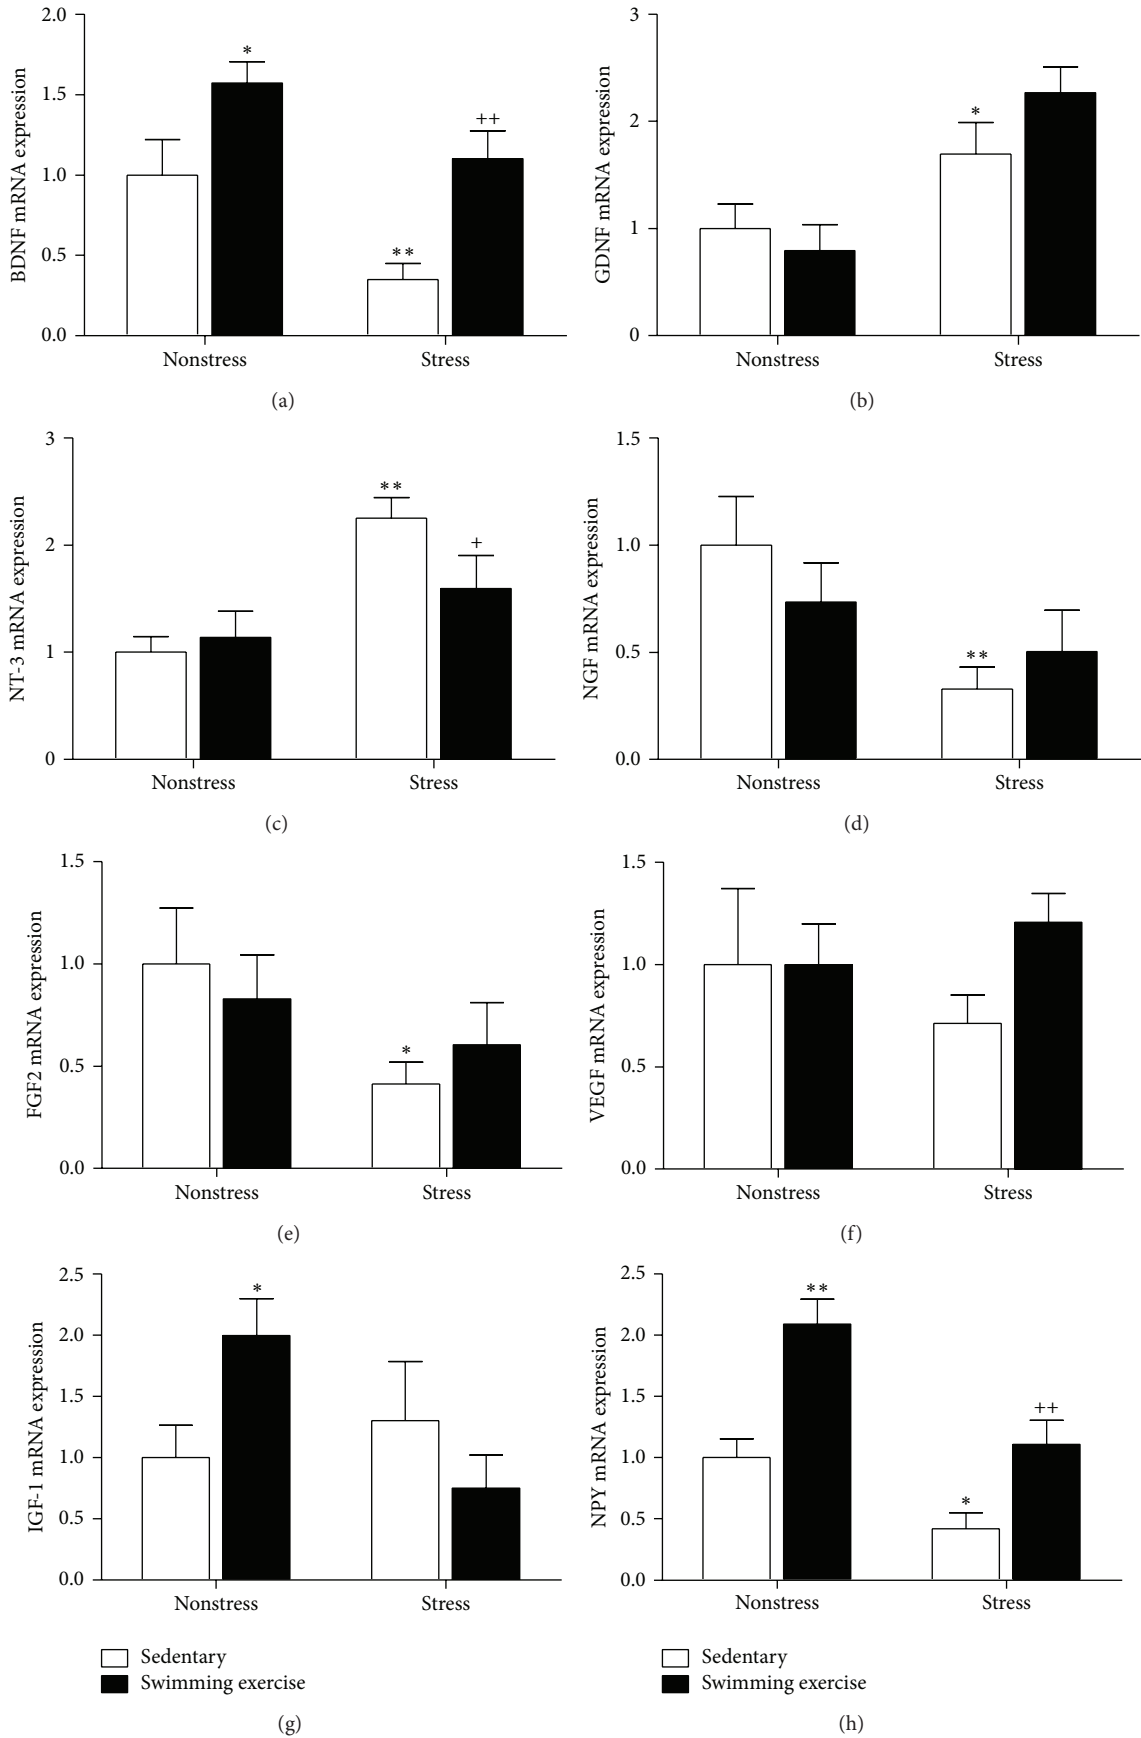 2.0
1.5
1.0
0.5
0.0
BDNF mRNA expression
*
**
++
Nonstress
Stress
(a)
3
2
1
0
GDNF mRNA expression
*
Nonstress
Stress
(b)
3
2
1
0
NT-3 mRNA expression
**
+
Nonstress
Stress
(c)
1.5
1.0
0.5
0.0
NGF mRNA expression
**
Nonstress
Stress
(d)
1.5
1.0
0.5
0.0
FGF2 mRNA expression
*
Nonstress
Stress
(e)
1.5
1.0
0.5
0.0
VEGF mRNA expression
Nonstress
Stress
(f)
2.5
2.0
1.5
1.0
0.5
0.0
IGF-1 mRNA expression
*
Nonstress
Stress
Sedentary
Swimming exercise
(g)
2.5
2.0
1.5
1.0
0.5
0.0
NPY mRNA expression
**
*
++
Nonstress
Stress
Sedentary
Swimming exercise
(h)